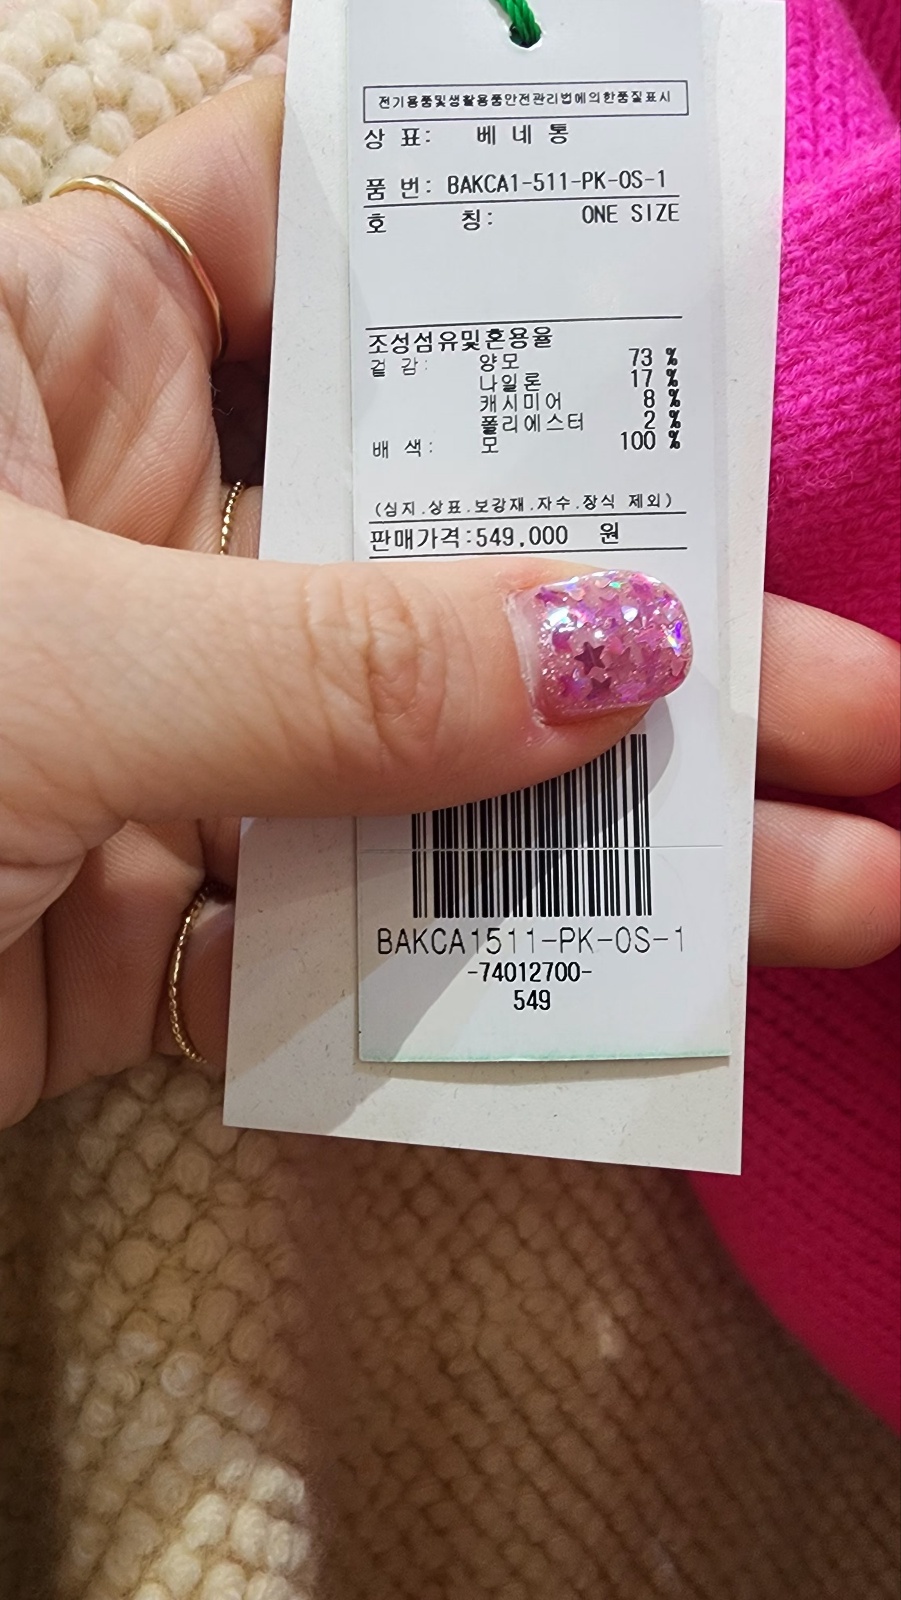 전기용품및생활용품안전관리법에의한품질표시
상 표: 베 네 통
품 번: BAKCA1-511-PK-OS-1
호 칭: ONE SIZE
조성섬유및혼용율
겉 감: 양모 73 %
나일론 17 %
캐시미어 8 %
폴리에스터 2 %
배 색: 모 100 %
(심지.상표.보강재.자수.장식 제외)
판매가격:549,000 원
BAKCA1511-PK-OS-1
-74012700-
549